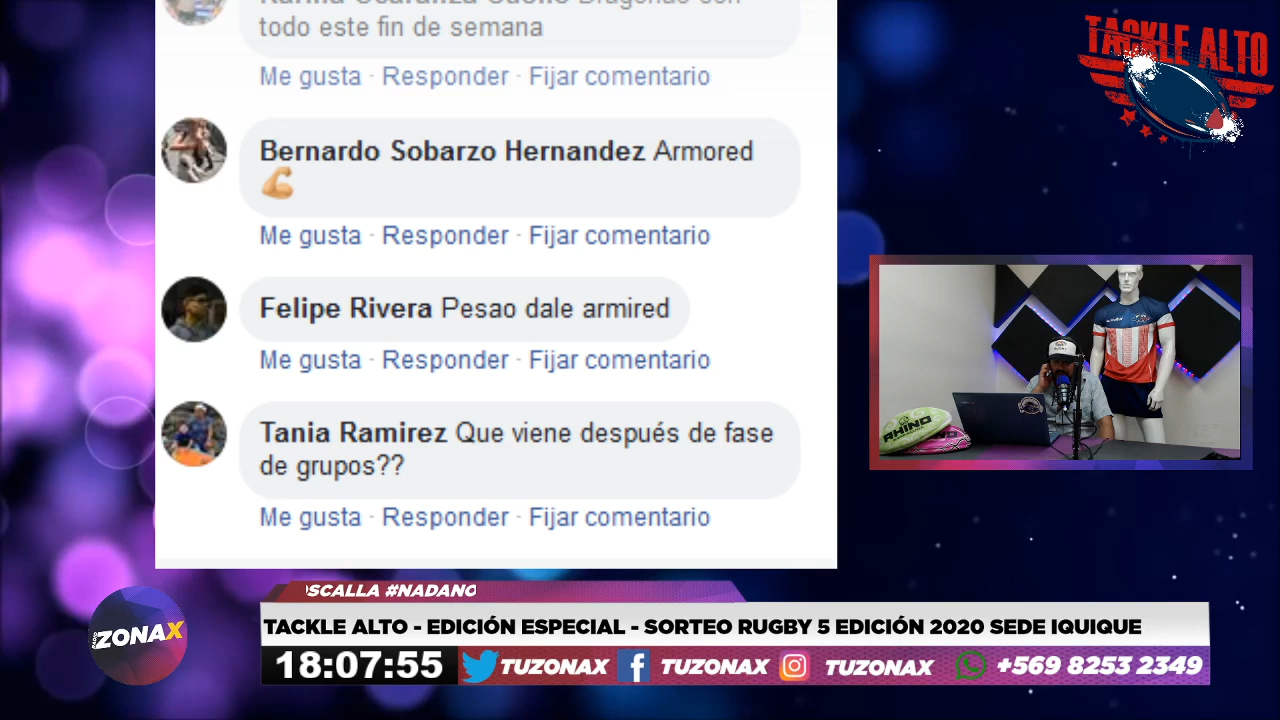 todo este fin de semana
Me gusta · Responder · Fijar comentario
Bernardo Sobarzo Hernandez Armored
💪
Me gusta · Responder · Fijar comentario
Felipe Rivera Pesao dale armired
Me gusta · Responder · Fijar comentario
Tania Ramirez Que viene después de fase
de grupos??
Me gusta · Responder · Fijar comentario
TACKLE ALTO
RHINO
SCALLA #NADANO
ZONAX
TACKLE ALTO - EDICIÓN ESPECIAL - SORTEO RUGBY 5 EDICIÓN 2020 SEDE IQUIQUE
18:07:55 TUZONAX TUZONAX TUZONAX +569 8253 2349